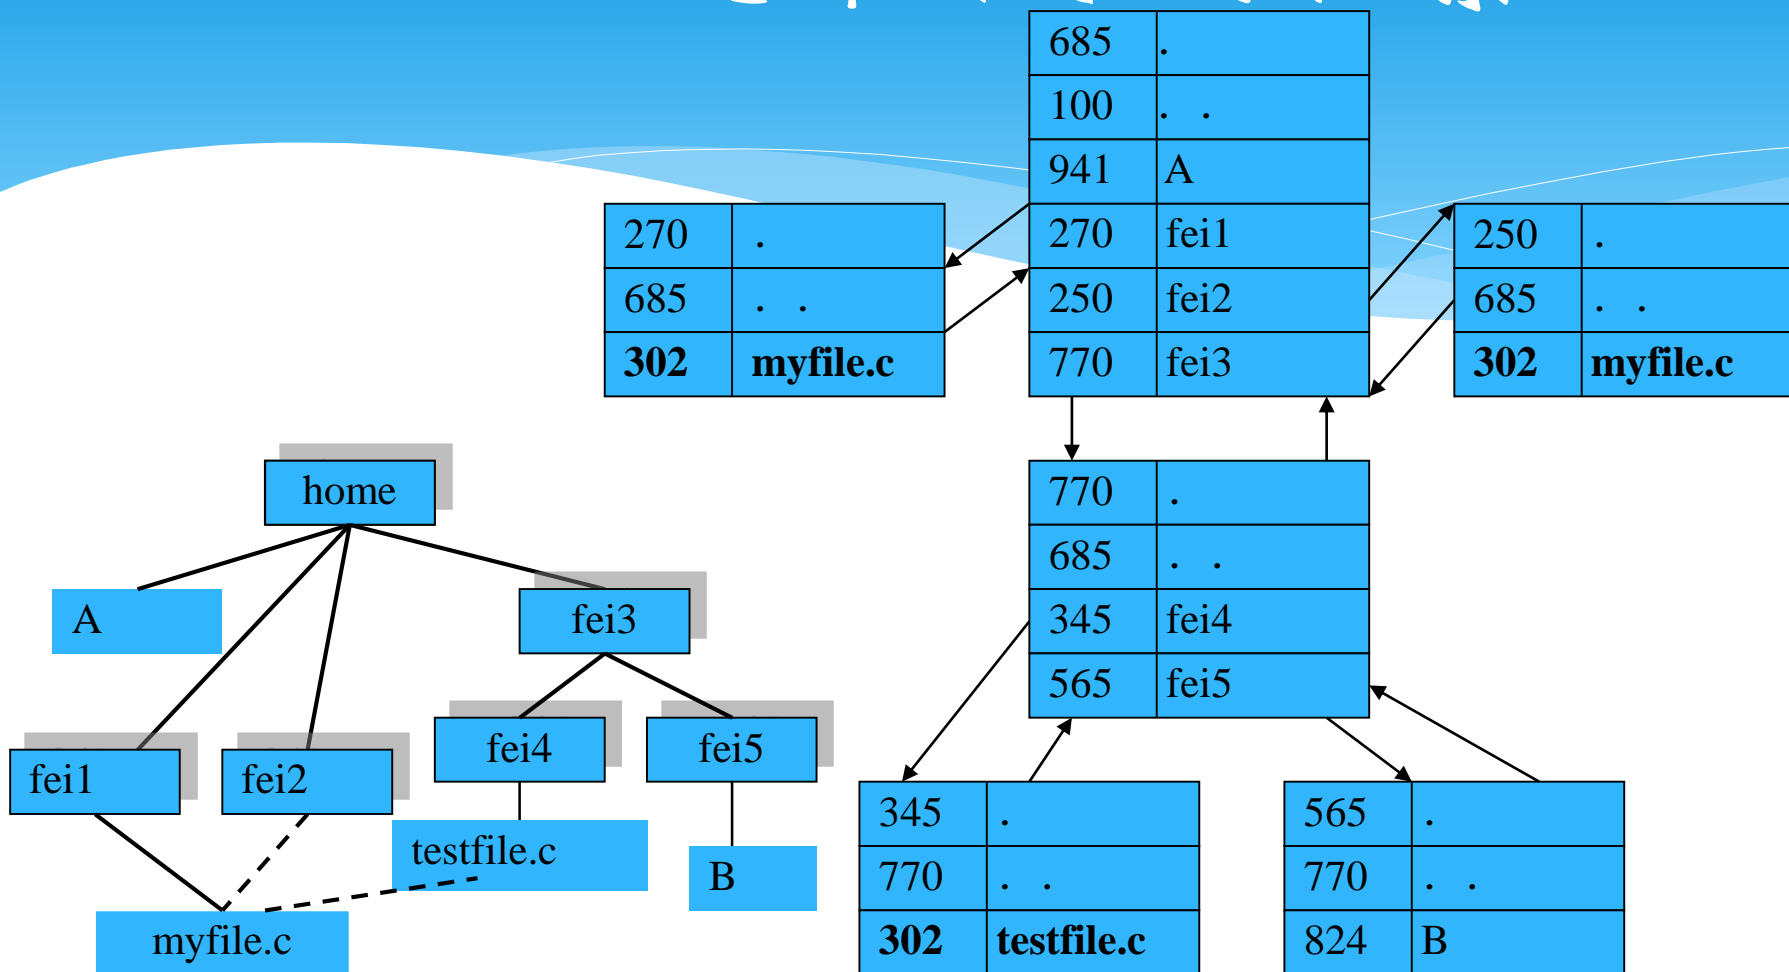 685 .
100 . .
941 A
270 fei1
250 fei2
770 fei3
270 .
685 . .
302 myfile.c
250 .
685 . .
302 myfile.c
770 .
685 . .
345 fei4
565 fei5
345 .
770 . .
302 testfile.c
565 .
770 . .
824 B
home
A
fei3
fei1
fei2
fei4
fei5
testfile.c
B
myfile.c